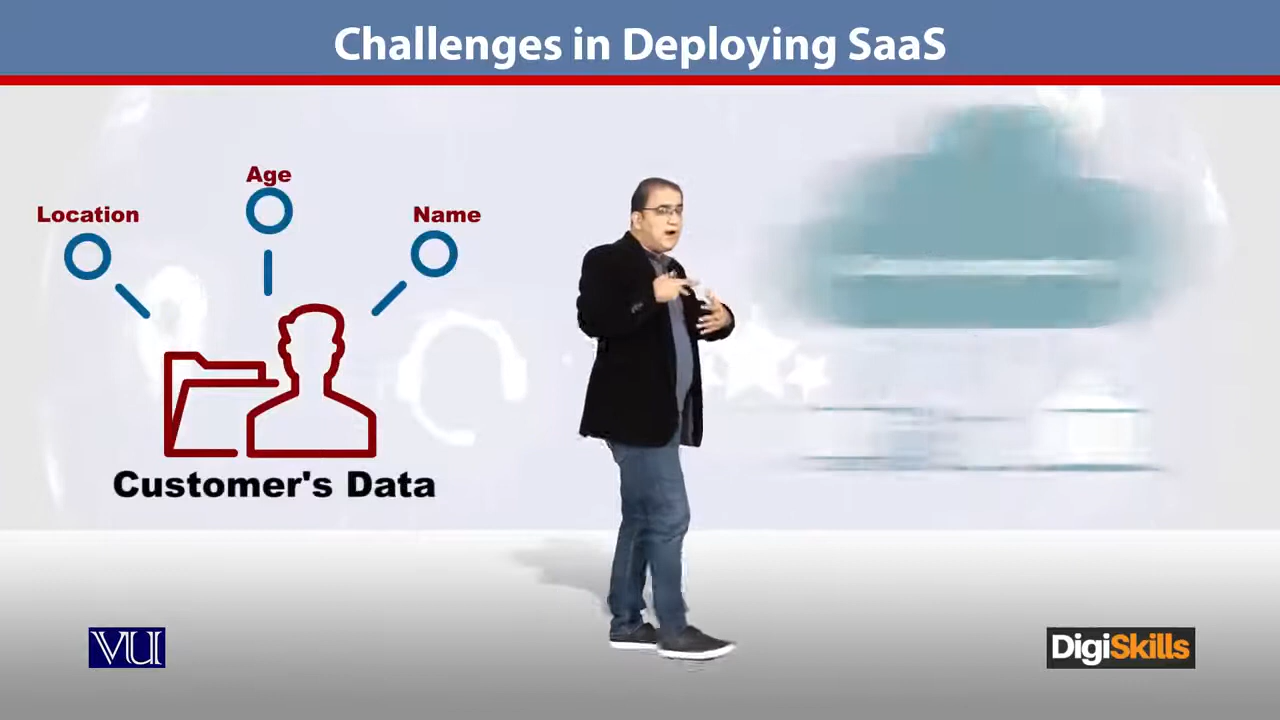 Challenges in Deploying SaaS
Age
Location
Name
Customer's Data
VU
DigiSkills